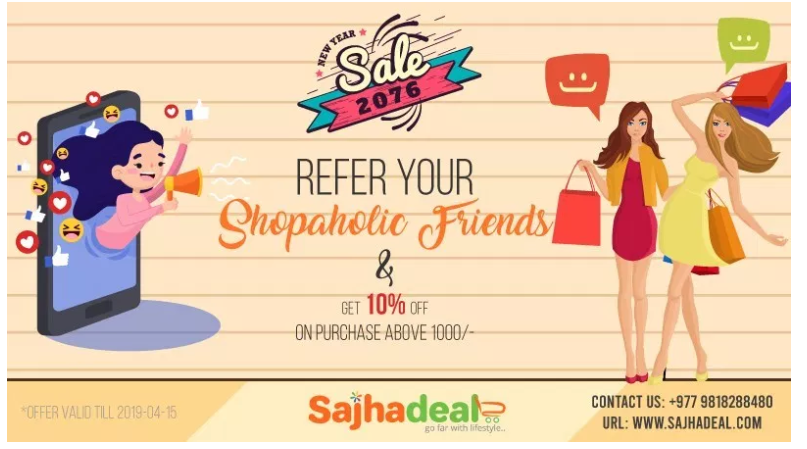 NEW YEAR
Sale
2076
REFER YOUR
Shopaholic Friends
&
GET 10% OFF
ON PURCHASE ABOVE 1000/-
*OFFER VALID TILL 2019-04-15
Sajhadeal
go far with lifestyle..
CONTACT US: +977 9818288480
URL: WWW.SAJHADEAL.COM